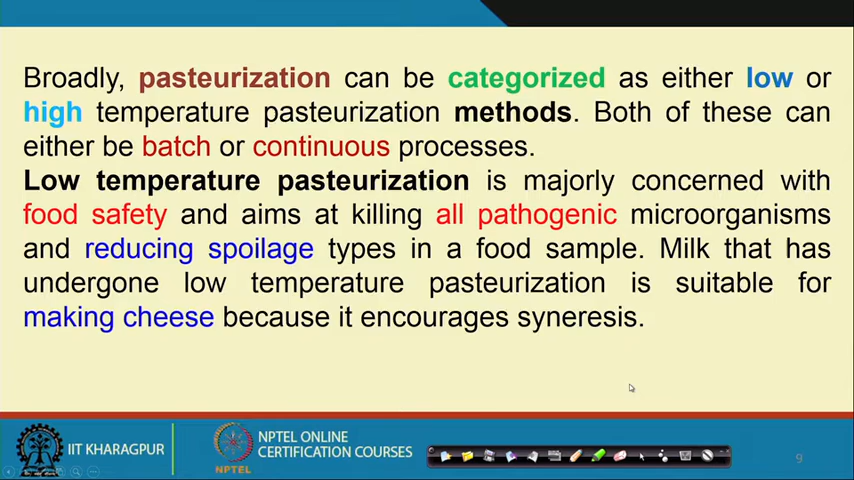 Broadly, pasteurization can be categorized as either low or
high temperature pasteurization methods. Both of these can
either be batch or continuous processes.
Low temperature pasteurization is majorly concerned with
food safety and aims at killing all pathogenic microorganisms
and reducing spoilage types in a food sample. Milk that has
undergone low temperature pasteurization is suitable for
making cheese because it encourages syneresis.
IIT KHARAGPUR
NPTEL
NPTEL ONLINE
CERTIFICATION COURSES
9